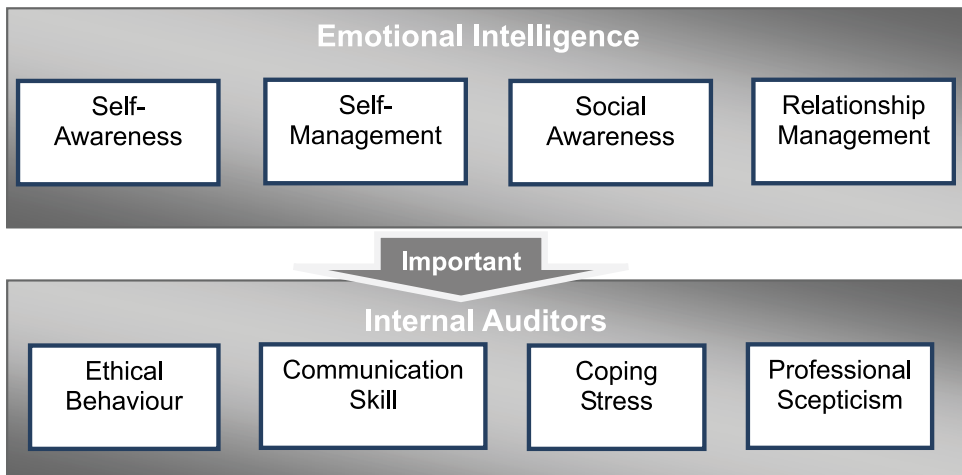 Emotional Intelligence
Self-
Awareness
Self-
Management
Social
Awareness
Relationship
Management
Important
Internal Auditors
Ethical
Behaviour
Communication
Skill
Coping
Stress
Professional
Scepticism